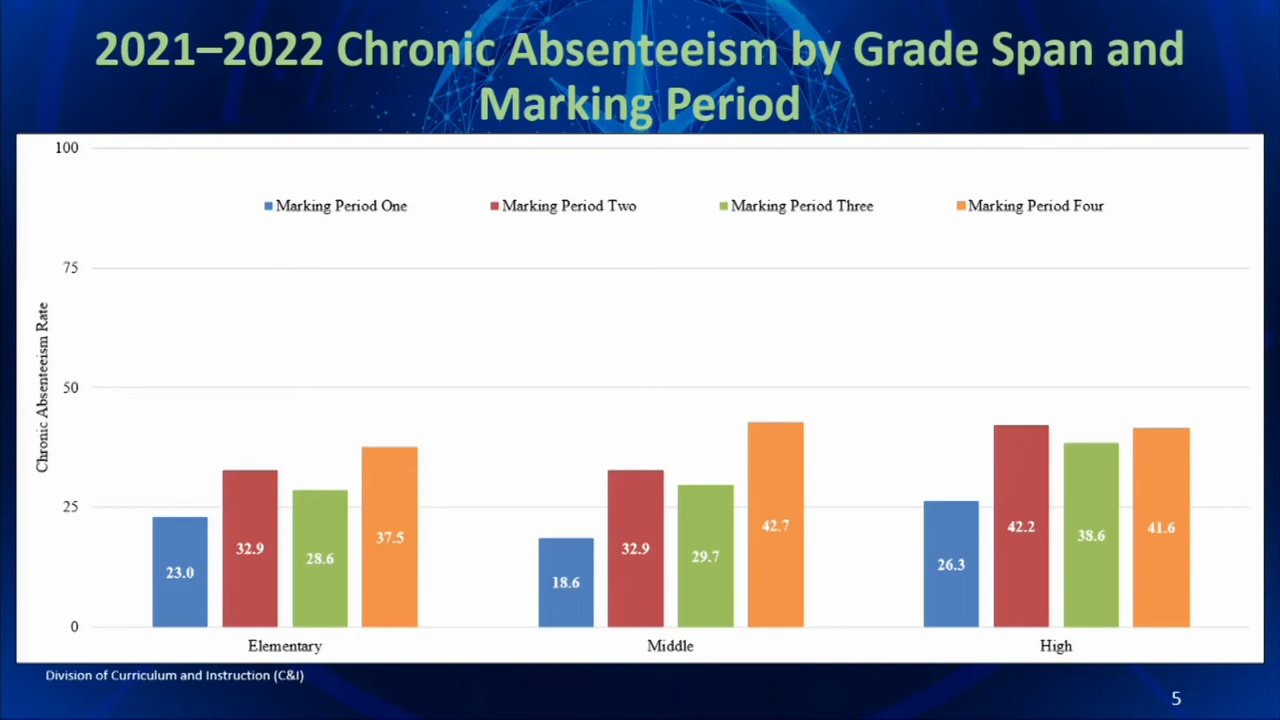 2021–2022 Chronic Absenteeism by Grade Span and
Marking Period
100
Marking Period One
Marking Period Two
Marking Period Three
Marking Period Four
75
Chronic Absenteeism Rate
50
25
0
23.0
32.9
28.6
37.5
18.6
32.9
29.7
42.7
26.3
42.2
38.6
41.6
Elementary
Middle
High
Division of Curriculum and Instruction (C&I)
5